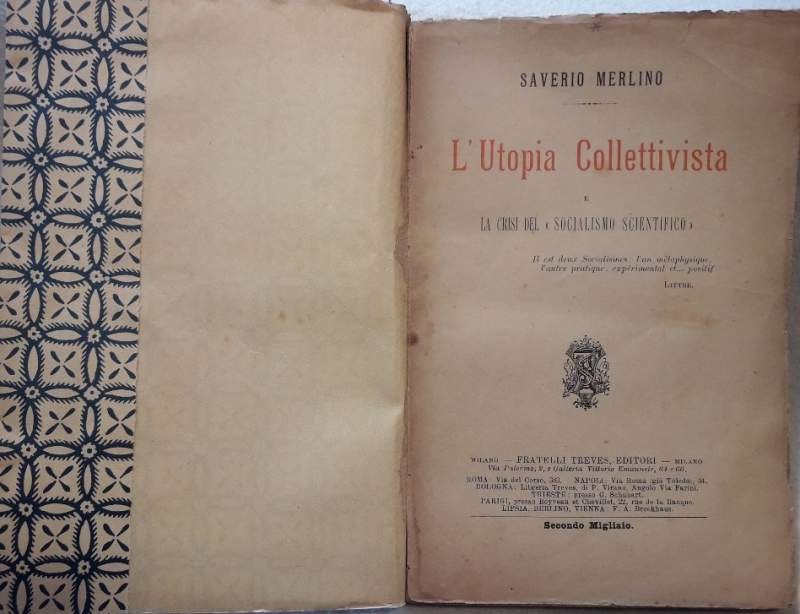 SAVERIO MERLINO
L'Utopia Collettivista
E
LA CRISI DEL « SOCIALISMO SCIENTIFICO »
Il est deux Socialismes: l'un métaphysique,
l'autre pratique, expérimental et... positif
LITTRÉ.
MILANO — FRATELLI TREVES, EDITORI — MILANO
Via Palermo, 2, e Galleria Vittorio Emanuele, 64 e 66.
ROMA: Via del Corso, 383. NAPOLI: Via Roma (già Toledo), 34.
BOLOGNA: Libreria Treves, di P. Virano, Angolo Via Farini.
TRIESTE: presso G. Schubart.
PARIGI, presso Boyveau et Chevillet, 22, rue de la Banque.
LIPSIA, BERLINO, VIENNA: F. A. Brockhaus.
Secondo Migliaio.